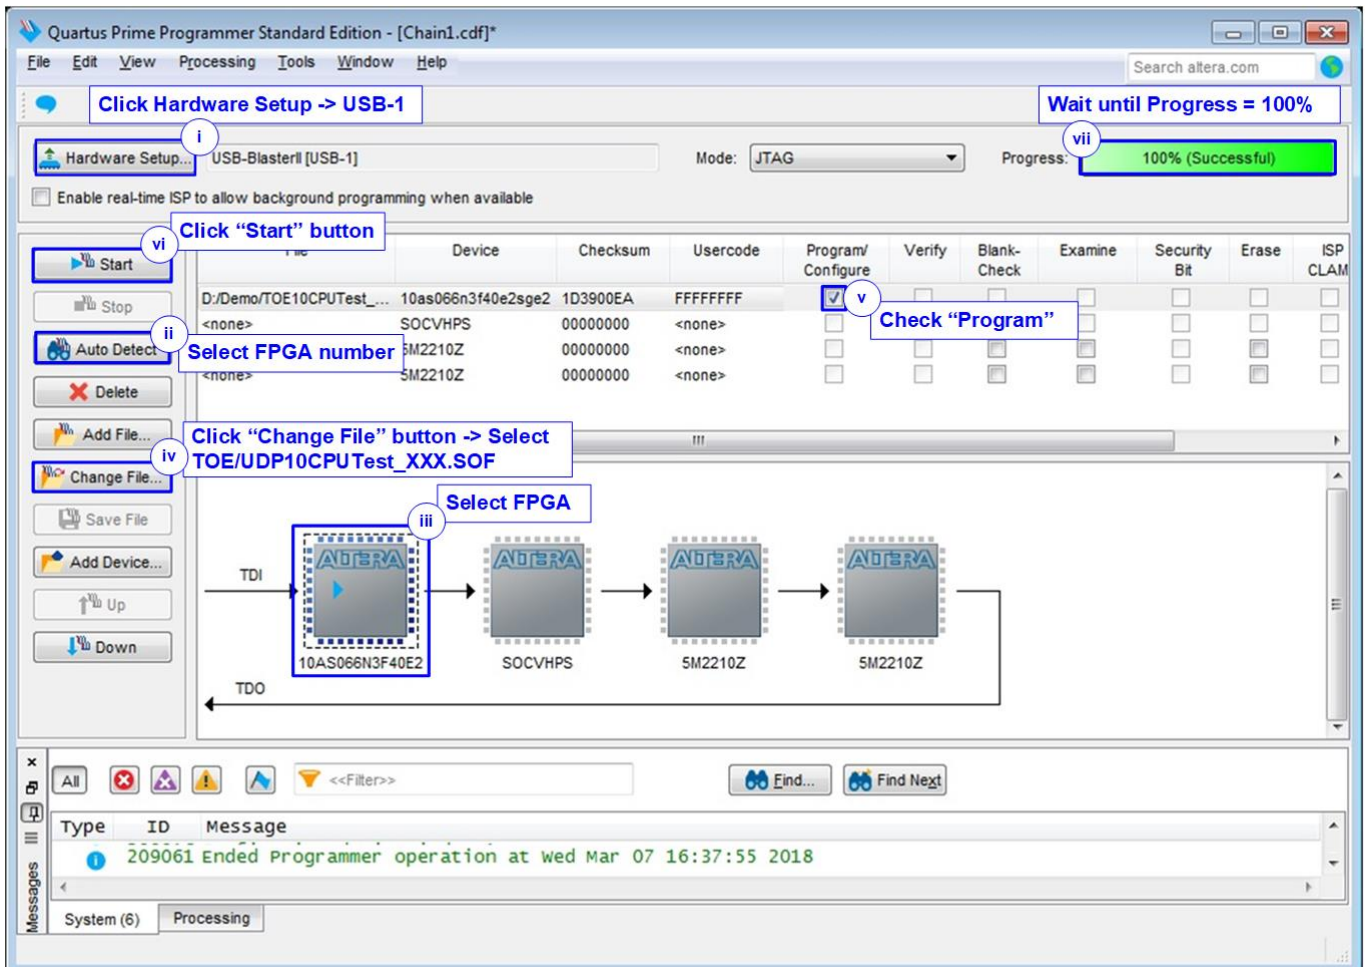 Quartus Prime Programmer Standard Edition - [Chain1.cdf]*
File Edit View Processing Tools Window Help
Search altera.com
Click Hardware Setup -> USB-1
Wait until Progress = 100%
i
vii
Hardware Setup... USB-BlasterII [USB-1] Mode: JTAG Progress: 100% (Successful)
Enable real-time ISP to allow background programming when available
Click “Start” button
vi
Start
Device Checksum Usercode Program/ Configure Verify Blank- Check Examine Security Bit Erase ISP CLAM
Stop
D:/Demo/TOE10CPUTest_... 10as066n3f40e2sge2 1D3900EA FFFFFFFF
v
Check “Program”
<none> SOCVHPS 00000000 <none>
ii
Auto Detect
Select FPGA number
5M2210Z 00000000 <none>
<none> 5M2210Z 00000000 <none>
Delete
Add File...
Click “Change File” button -> Select
TOE/UDP10CPUTest_XXX.SOF
iv
Change File...
Select FPGA
iii
Save File
Add Device...
Up
Down
TDI
ALTERA ALTERA ALTERA ALTERA
10AS066N3F40E2 SOCVHPS 5M2210Z 5M2210Z
TDO
All <<Filter>> Find... Find Next
Type ID Message
209061 Ended Programmer operation at Wed Mar 07 16:37:55 2018
Messages
System (6) Processing